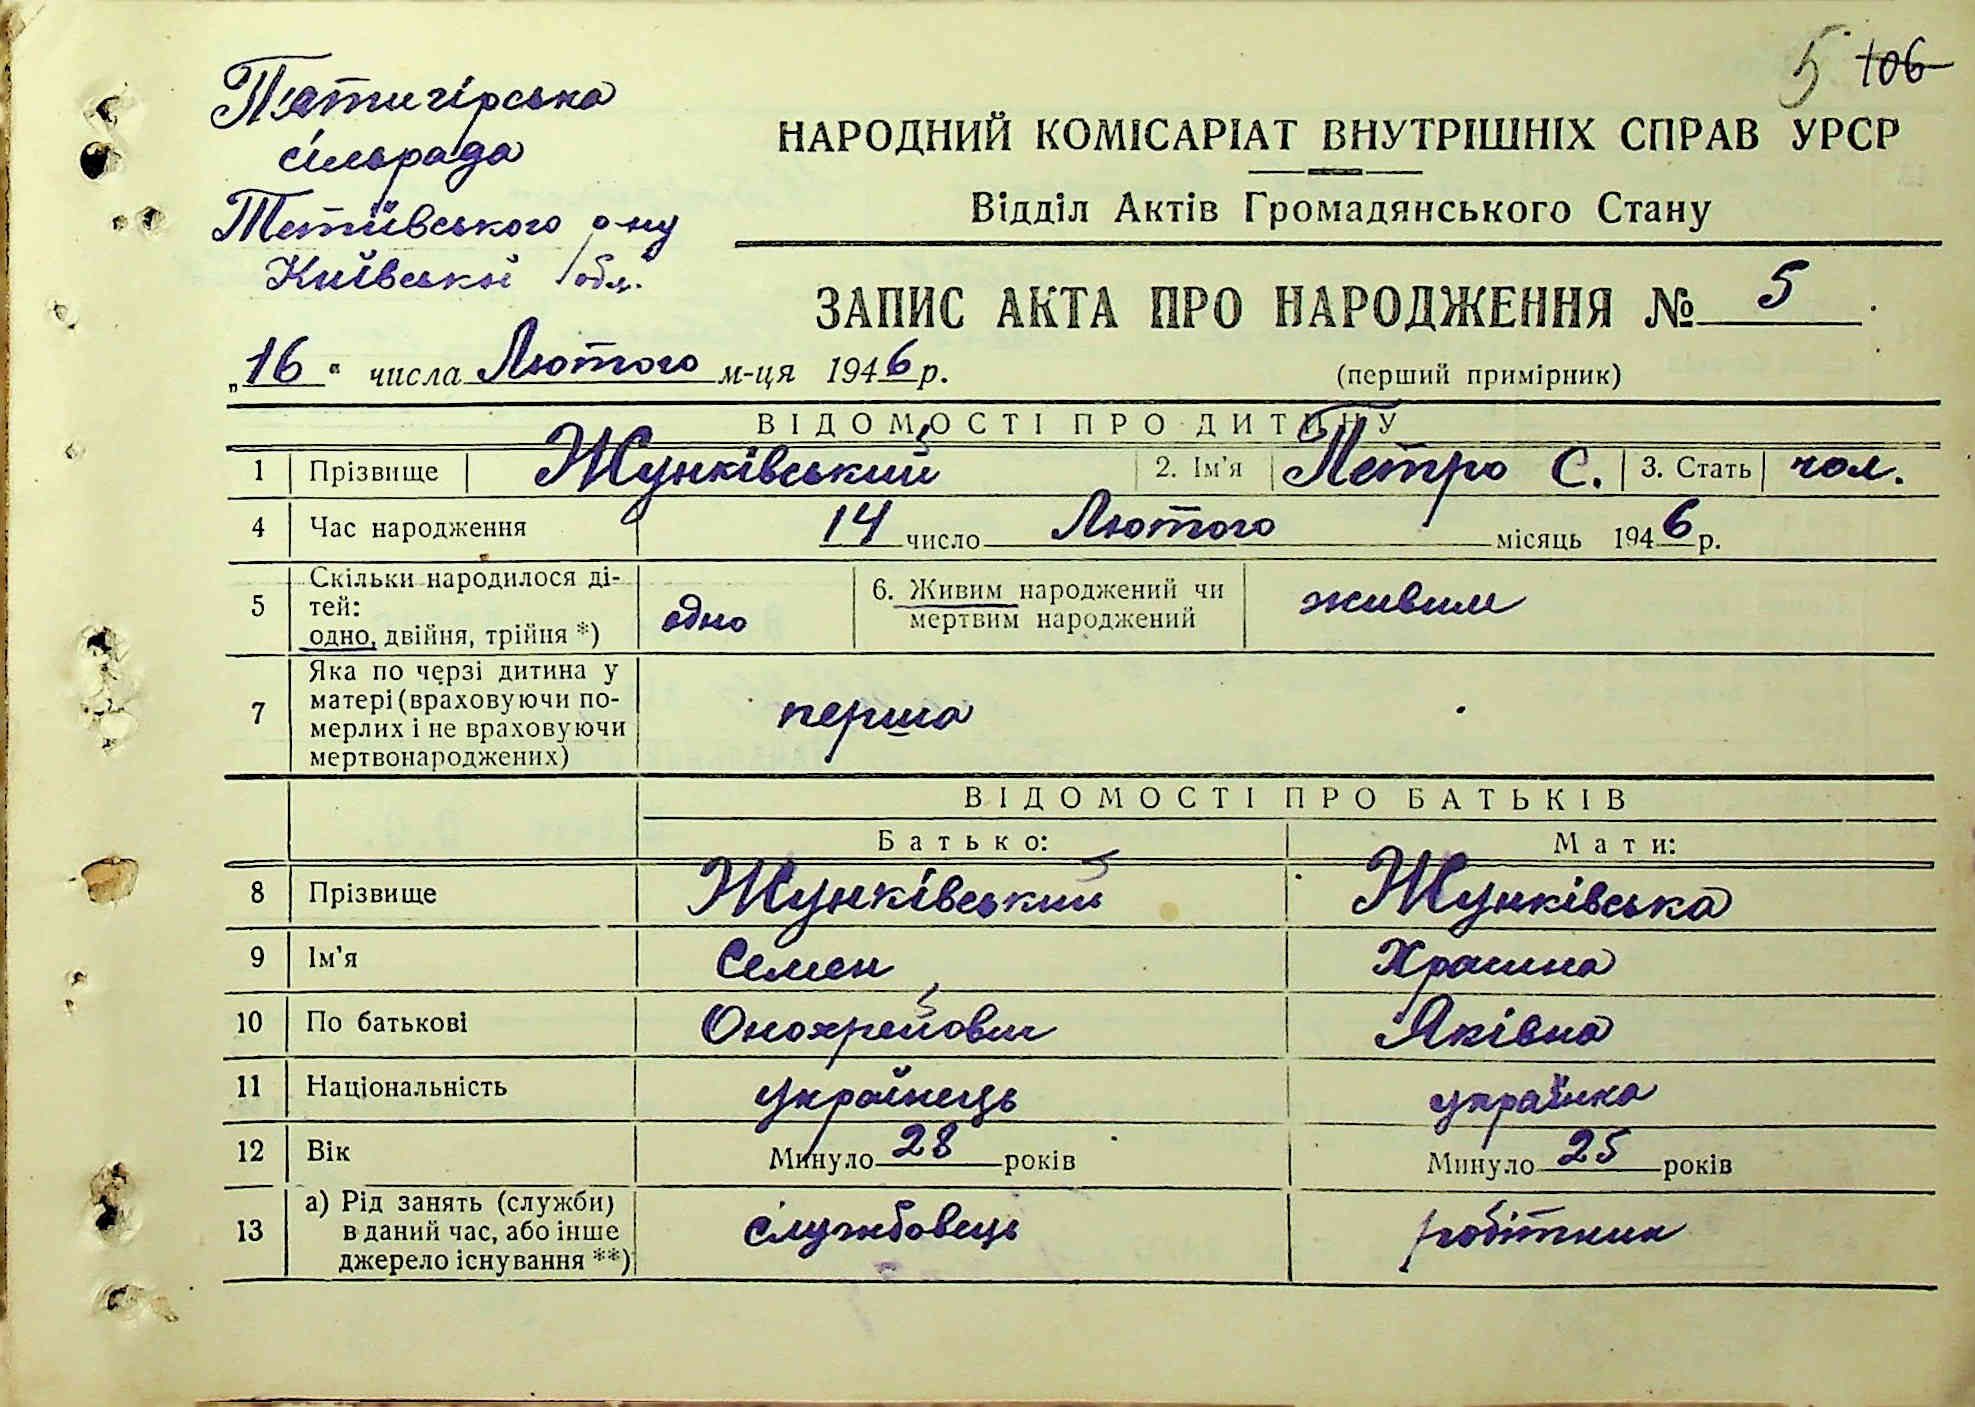 5 106
Пятигірська
сільрада
Тетіївського р-ну
Київської обл.
НАРОДНИЙ КОМІСАРІАТ ВНУТРІШНІХ СПРАВ УРСР
Відділ Актів Громадянського Стану
ЗАПИС АКТА ПРО НАРОДЖЕННЯ № 5
„16“ числа Лютого м-ця 1946 р.
(перший примірник)
ВІДОМОСТІ ПРО ДИТИНУ
1 Прізвище Жунківський 2. Ім'я Петро С. 3. Стать чол.
4 Час народження 14 число Лютого місяць 1946 р.
5 Скільки народилося ді-
тей:
одно, двійня, трійня *) одно
6. Живим народжений чи
мертвим народжений живим
7 Яка по черзі дитина у
матері (враховуючи по-
мерлих і не враховуючи
мертвонароджених) перша
ВІДОМОСТІ ПРО БАТЬКІВ
Батько: Мати:
8 Прізвище Жунківський Жунківська
9 Ім'я Семен Храсина
10 По батькові Онохрейович Яківна
11 Національність українець українка
12 Вік Минуло 28 років Минуло 25 років
13 а) Рід занять (служби)
в даний час, або інше
джерело існування **) службовець робітник